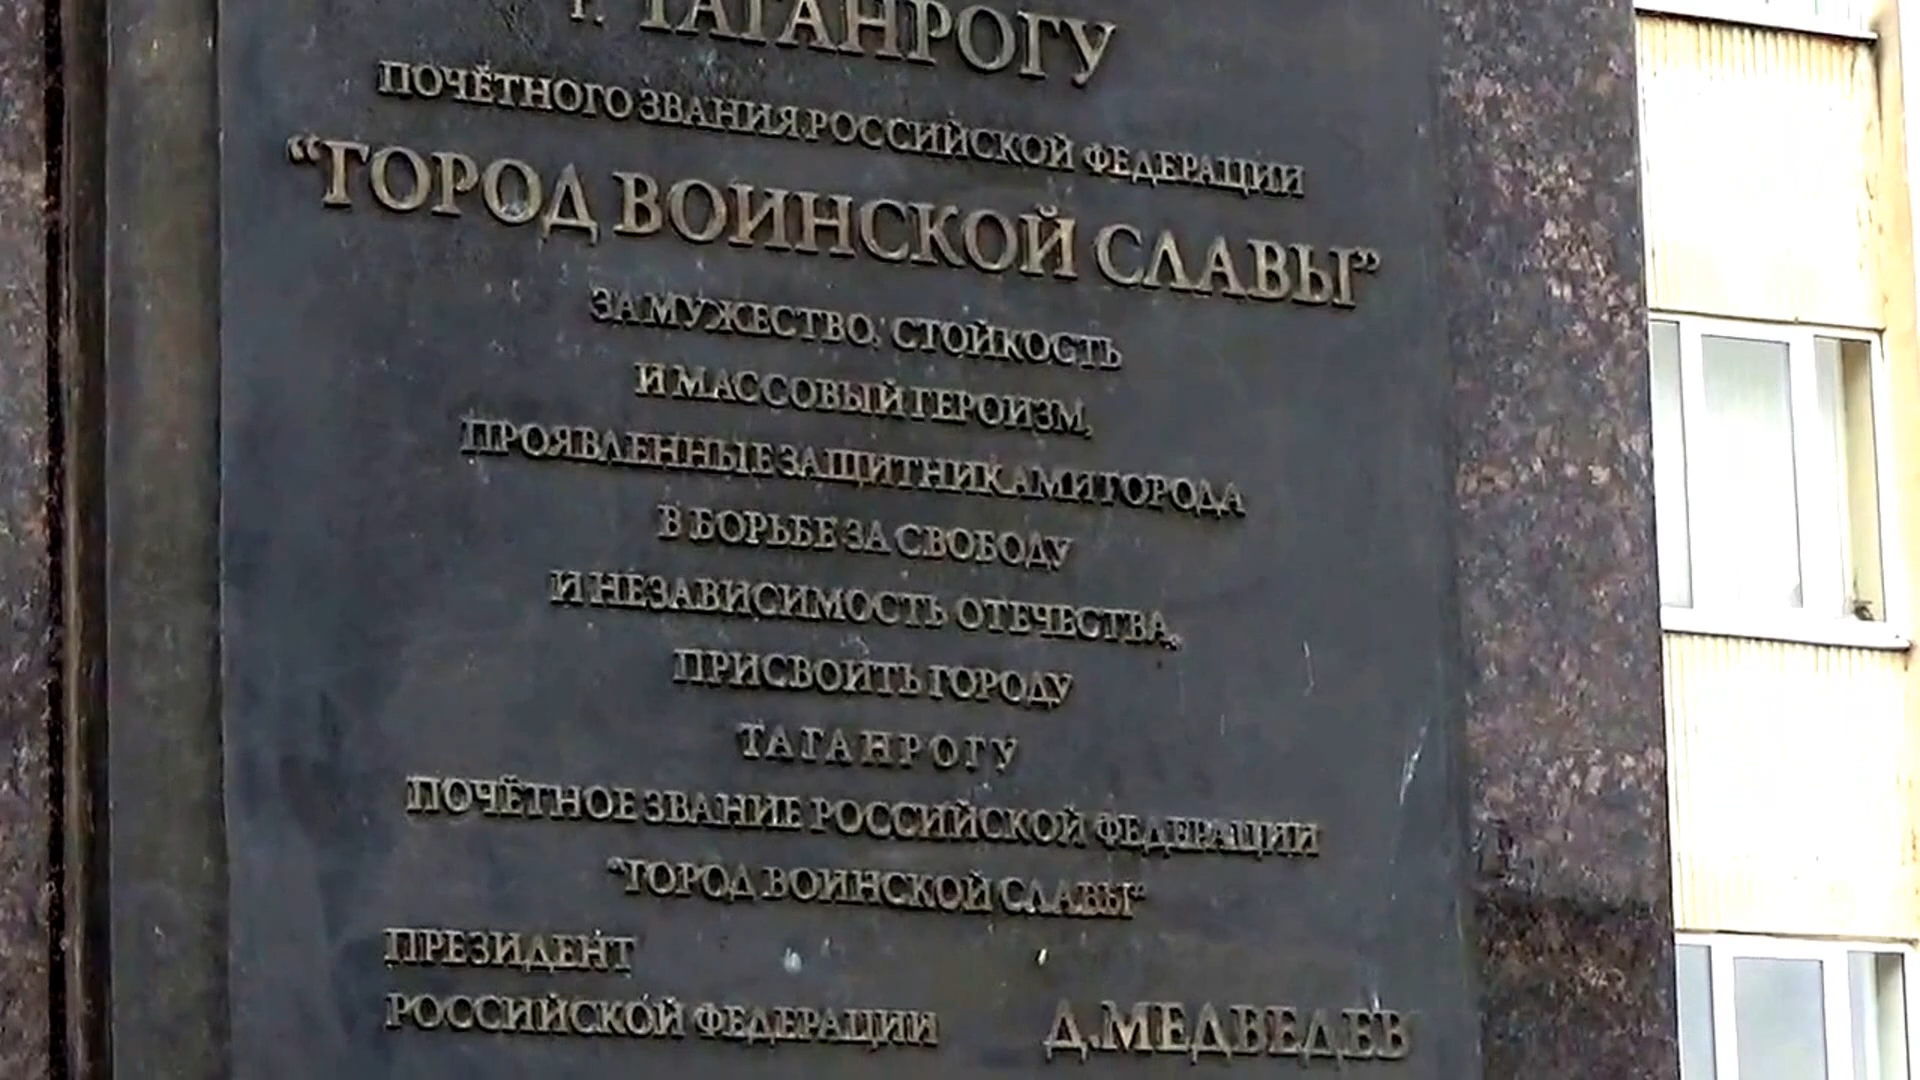 г. ТАГАНРОГУ
ПОЧЁТНОГО ЗВАНИЯ РОССИЙСКОЙ ФЕДЕРАЦИИ
“ГОРОД ВОИНСКОЙ СЛАВЫ”
ЗА МУЖЕСТВО, СТОЙКОСТЬ
И МАССОВЫЙ ГЕРОИЗМ,
ПРОЯВЛЕННЫЕ ЗАЩИТНИКАМИ ГОРОДА
В БОРЬБЕ ЗА СВОБОДУ
И НЕЗАВИСИМОСТЬ ОТЕЧЕСТВА,
ПРИСВОИТЬ ГОРОДУ
ТАГАНРОГУ
ПОЧЁТНОЕ ЗВАНИЕ РОССИЙСКОЙ ФЕДЕРАЦИИ
“ГОРОД ВОИНСКОЙ СЛАВЫ“
ПРЕЗИДЕНТ
РОССИЙСКОЙ ФЕДЕРАЦИИ Д.МЕДВЕДЕВ